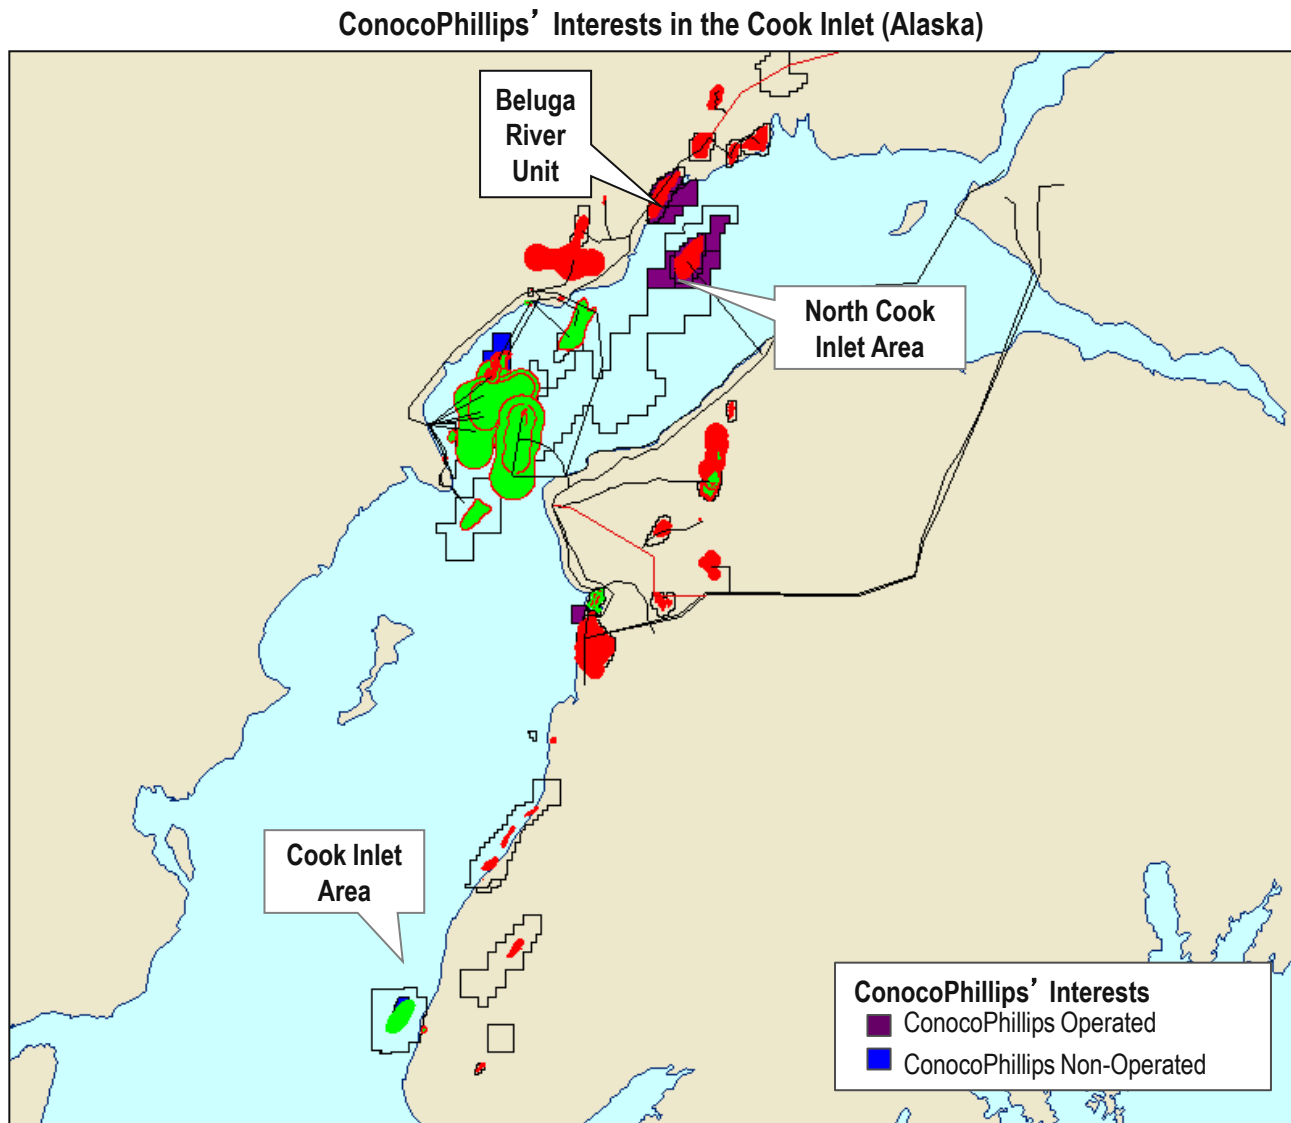 ConocoPhillips’ Interests in the Cook Inlet (Alaska)
Beluga
River
Unit
North Cook
Inlet Area
Cook Inlet
Area
ConocoPhillips’ Interests
ConocoPhillips Operated
ConocoPhillips Non-Operated